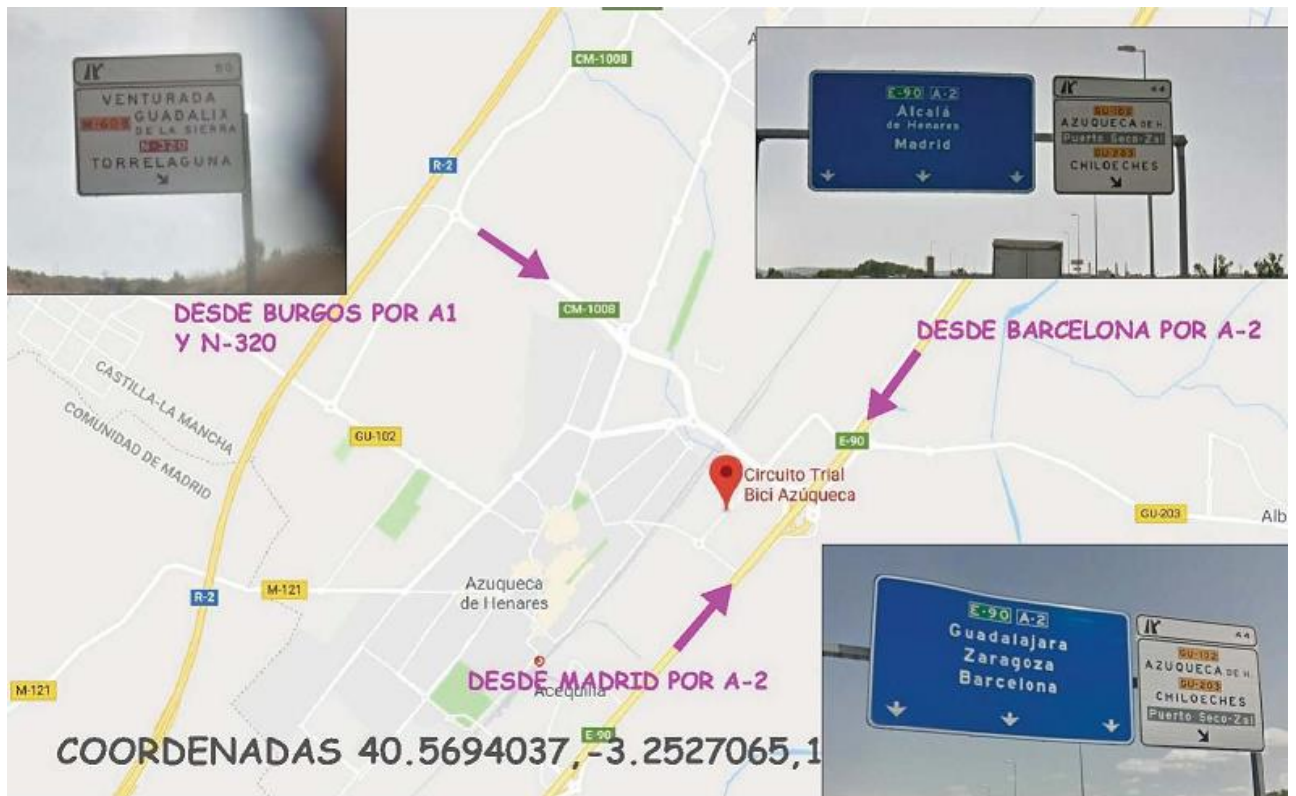 50
VENTURADA
M-608 GUADALIX
DE LA SIERRA
N-320
TORRELAGUNA
CM-1008
R-2
E-90 A-2
Alcalá
de Henares
Madrid
44
GU-102
AZUQUECA DE H.
Puerto Seco-Zal
GU-203
CHILOECHES
DESDE BURGOS POR A1
Y N-320
CM-1008
DESDE BARCELONA POR A-2
CASTILLA-LA MANCHA
COMUNIDAD DE MADRID
GU-102
E-90
Circuito Trial
Bici Azúqueca
GU-203
Alb
R-2
M-121
Azuqueca
de Henares
E-90 A-2
Guadalajara
Zaragoza
Barcelona
44
GU-102
AZUQUECA DE H.
GU-203
CHILOECHES
Puerto Seco-Zal
M-121
DESDE MADRID POR A-2
Acequilla
E-90
COORDENADAS 40.5694037,-3.2527065,1